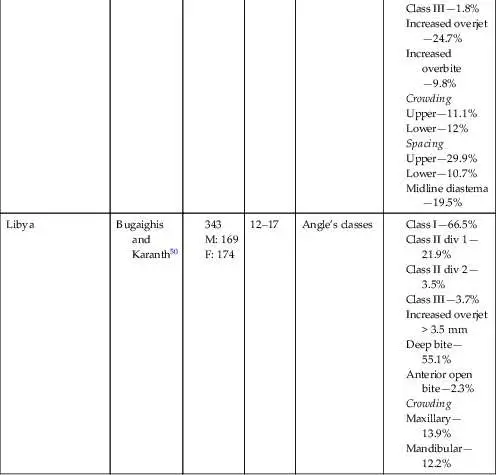 Class III—1.8%
Increased overjet
—24.7%
Increased
overbite
—9.8%
Crowding
Upper—11.1%
Lower—12%
Spacing
Upper—29.9%
Lower—10.7%
Midline diastema
—19.5%
Libya
Bugaighis
and
Karanth50
343
M: 169
F: 174
12–17
Angle's classes
Class I—66.5%
Class II div 1—
21.9%
Class II div 2—
3.5%
Class III—3.7%
Increased overjet
> 3.5 mm
Deep bite—
55.1%
Anterior open
bite—2.3%
Crowding
Maxillary—
13.9%
Mandibular—
12.2%